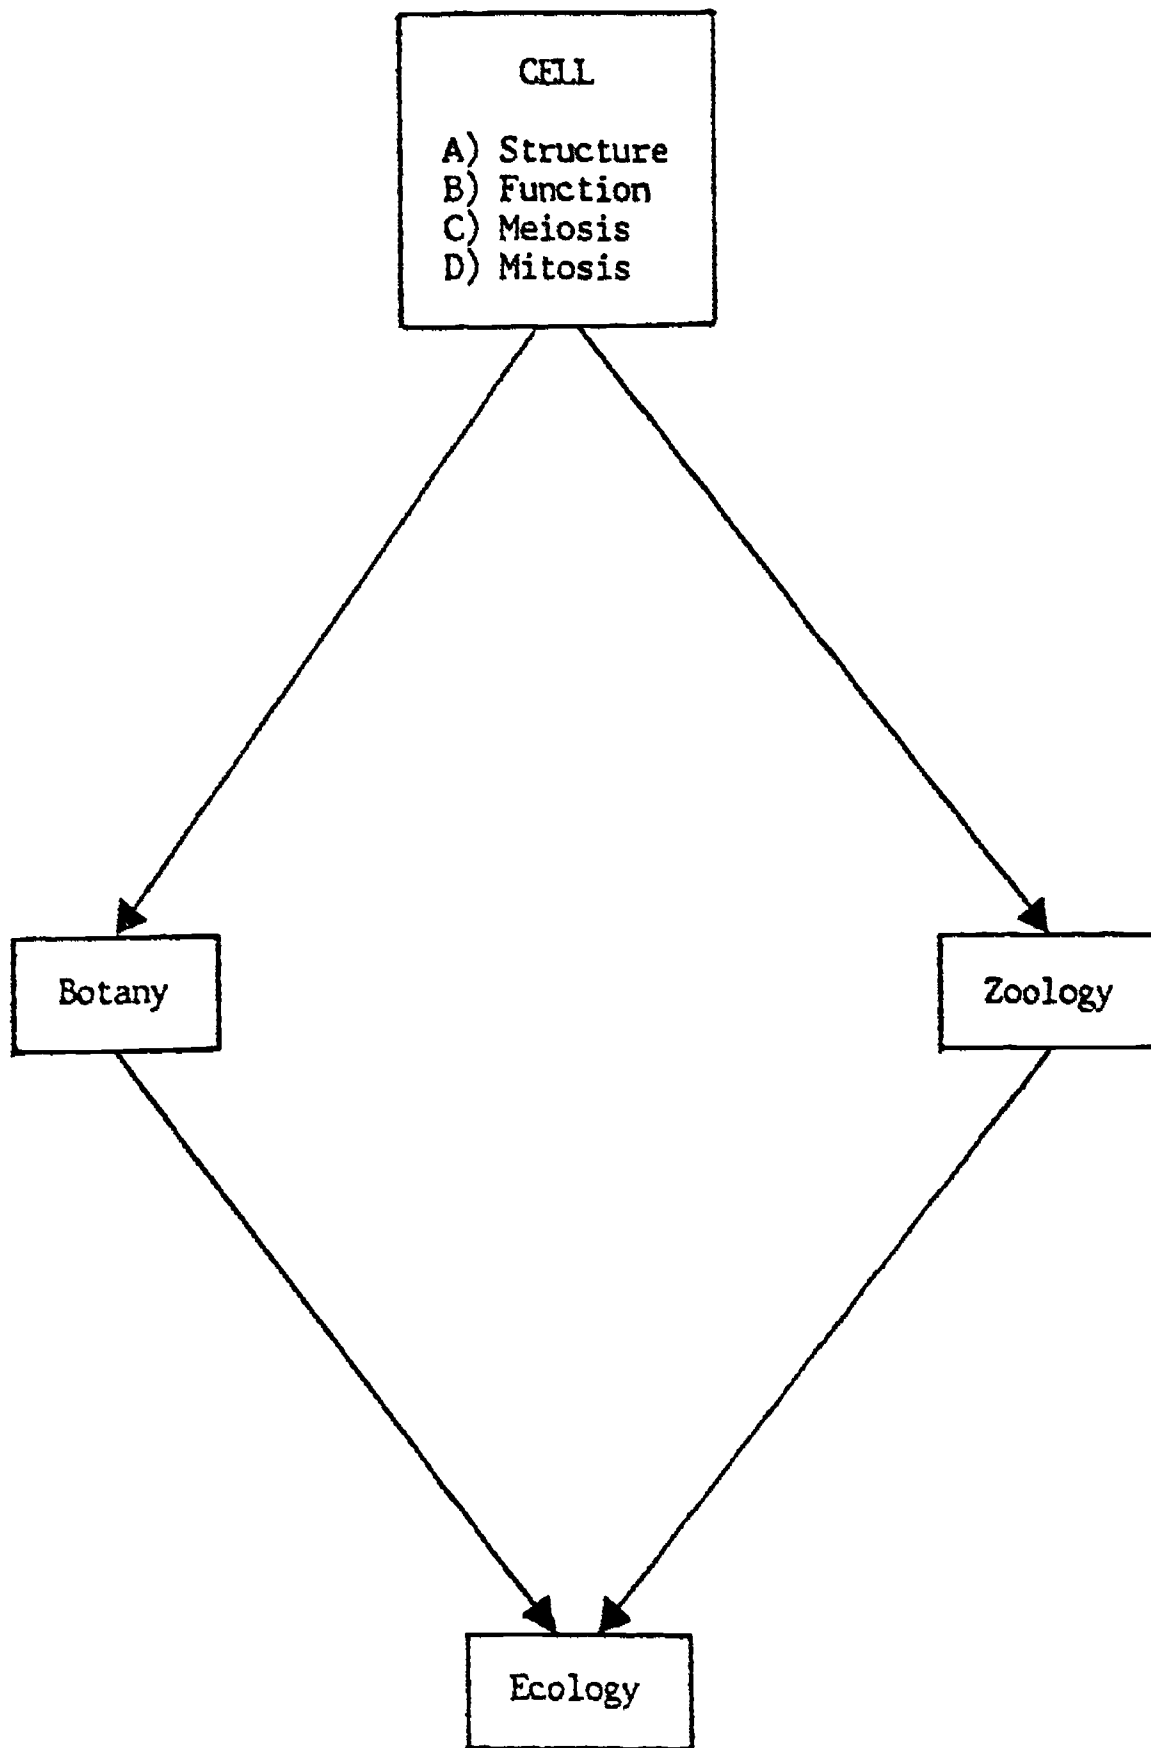 CELL
A) Structure
B) Function
C) Meiosis
D) Mitosis
Botany
Zoology
Ecology